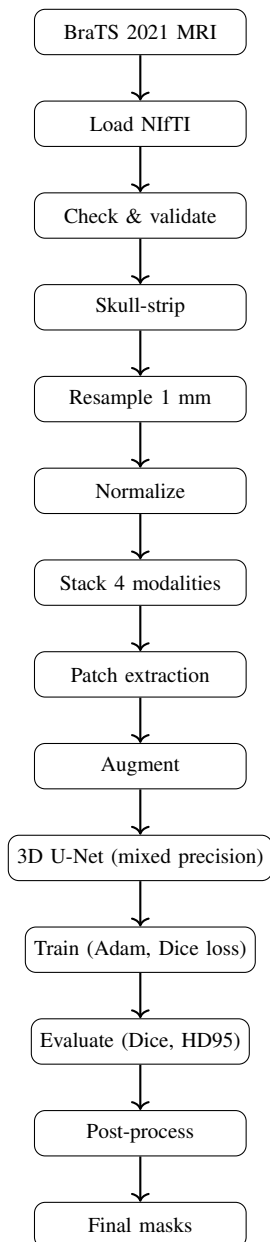 BraTS 2021 MRI
Load NIfTI
Check & validate
Skull-strip
Resample 1 mm
Normalize
Stack 4 modalities
Patch extraction
Augment
3D U-Net (mixed precision)
Train (Adam, Dice loss)
Evaluate (Dice, HD95)
Post-process
Final masks